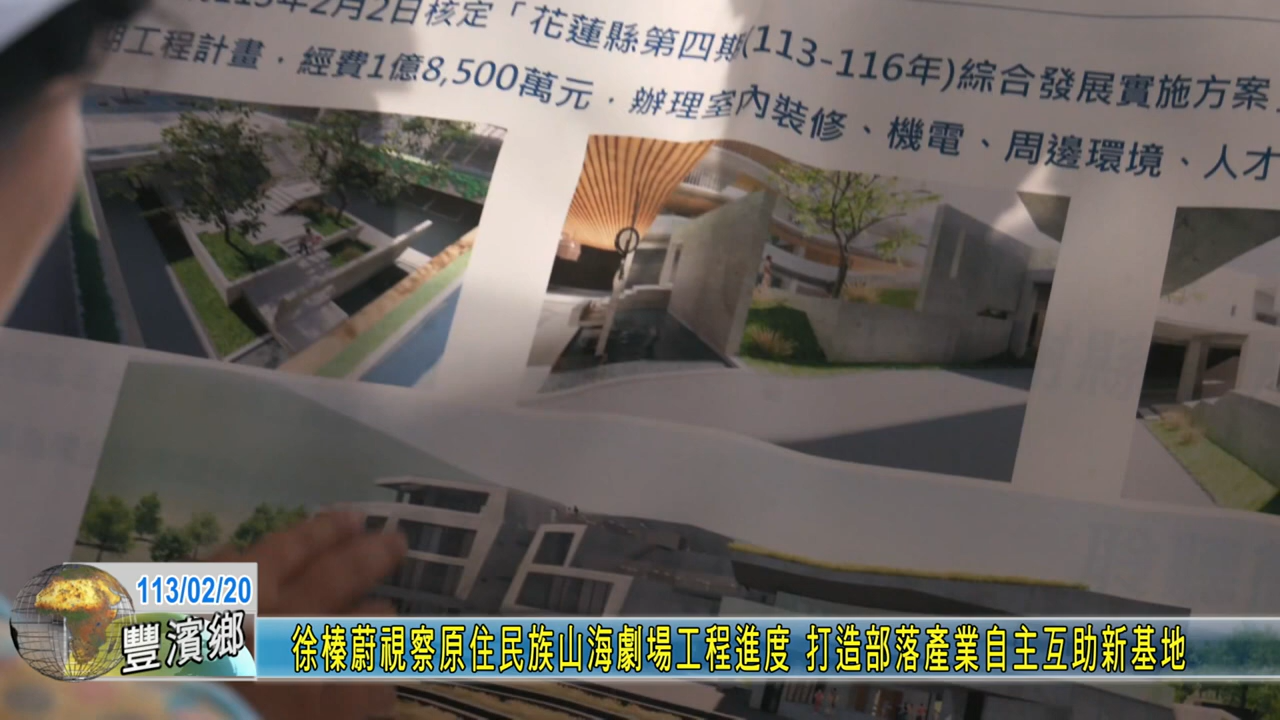 年2月2日核定「花蓮縣第四期(113-116年)綜合發展實施方案
期工程計畫，經費1億8,500萬元，辦理室內裝修、機電、周邊環境、人才
113/02/20
豐濱鄉
徐榛蔚視察原住民族山海劇場工程進度 打造部落產業自主互助新基地